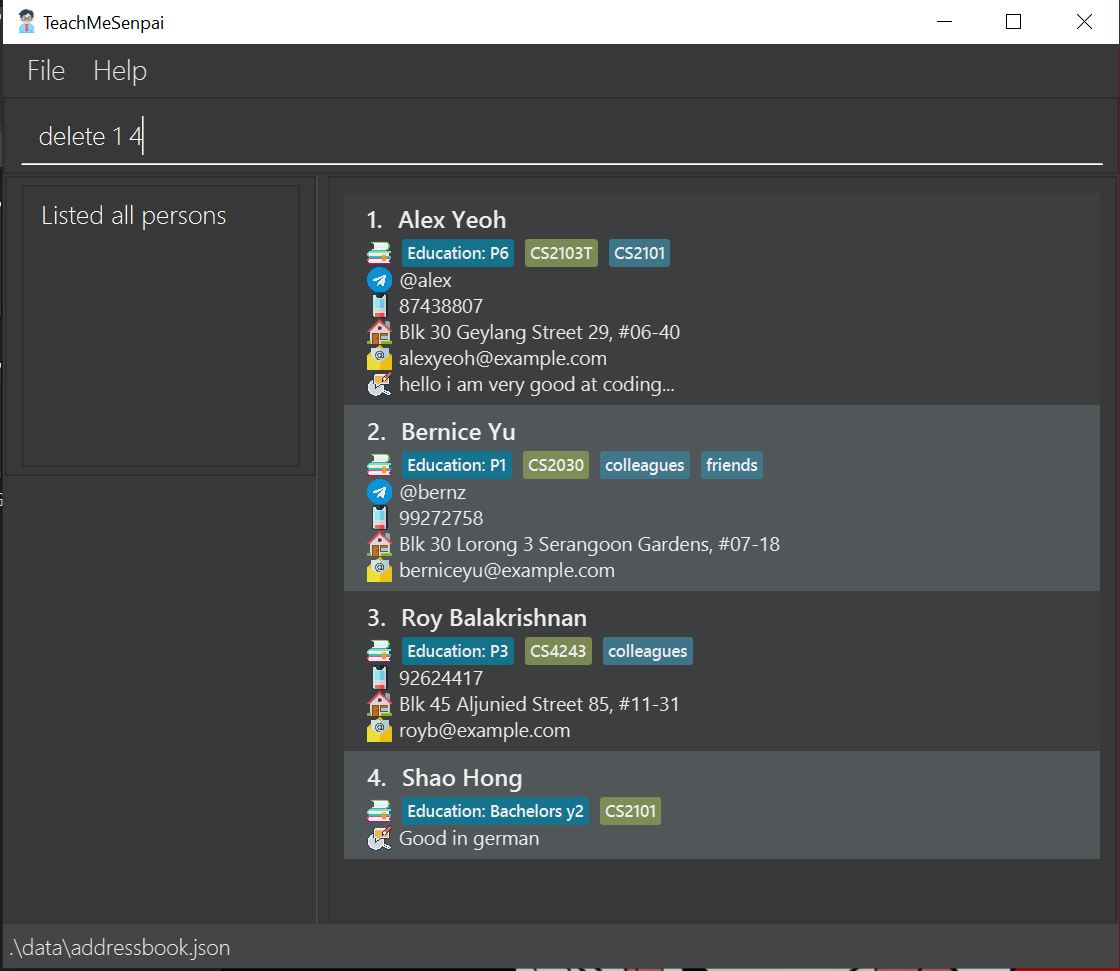 TeachMeSenpai
File Help
delete 1 4
Listed all persons
1. Alex Yeoh
Education: P6 CS2103T CS2101
@alex
87438807
Blk 30 Geylang Street 29, #06-40
alexyeoh@example.com
hello i am very good at coding...
2. Bernice Yu
Education: P1 CS2030 colleagues friends
@bernz
99272758
Blk 30 Lorong 3 Serangoon Gardens, #07-18
berniceyu@example.com
3. Roy Balakrishnan
Education: P3 CS4243 colleagues
92624417
Blk 45 Aljunied Street 85, #11-31
royb@example.com
4. Shao Hong
Education: Bachelors y2 CS2101
Good in german
.\data\addressbook.json